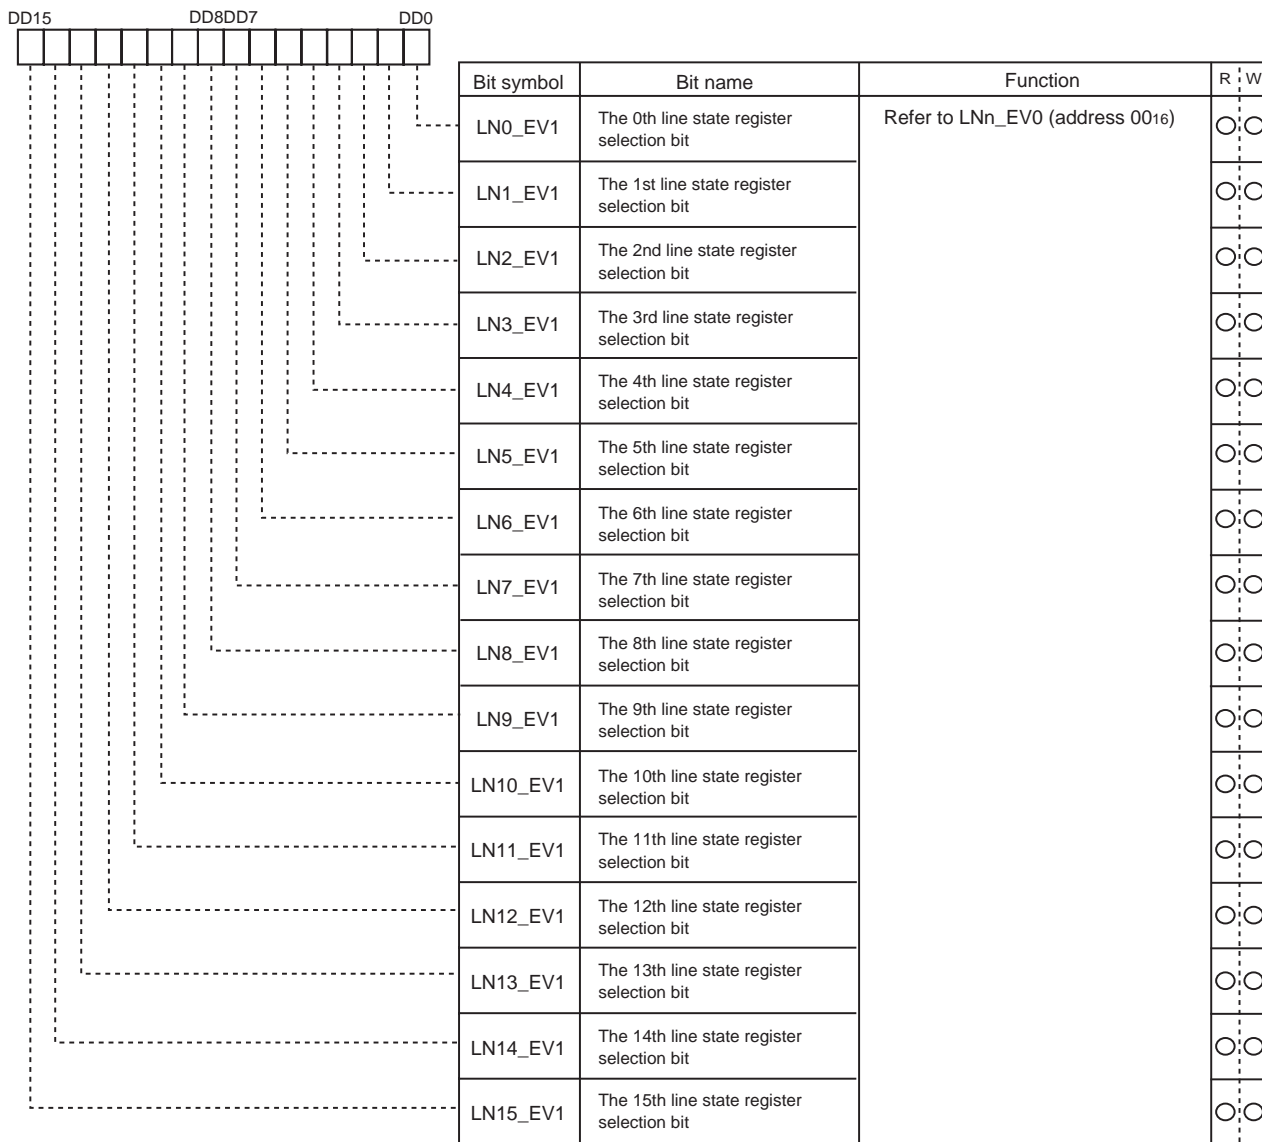 DD15 DD8DD7 DD0
Bit symbol Bit name Function R W
LN0_EV1 The 0th line state register selection bit Refer to LNn_EV0 (address 0016)
LN1_EV1 The 1st line state register selection bit
LN2_EV1 The 2nd line state register selection bit
LN3_EV1 The 3rd line state register selection bit
LN4_EV1 The 4th line state register selection bit
LN5_EV1 The 5th line state register selection bit
LN6_EV1 The 6th line state register selection bit
LN7_EV1 The 7th line state register selection bit
LN8_EV1 The 8th line state register selection bit
LN9_EV1 The 9th line state register selection bit
LN10_EV1 The 10th line state register selection bit
LN11_EV1 The 11th line state register selection bit
LN12_EV1 The 12th line state register selection bit
LN13_EV1 The 13th line state register selection bit
LN14_EV1 The 14th line state register selection bit
LN15_EV1 The 15th line state register selection bit